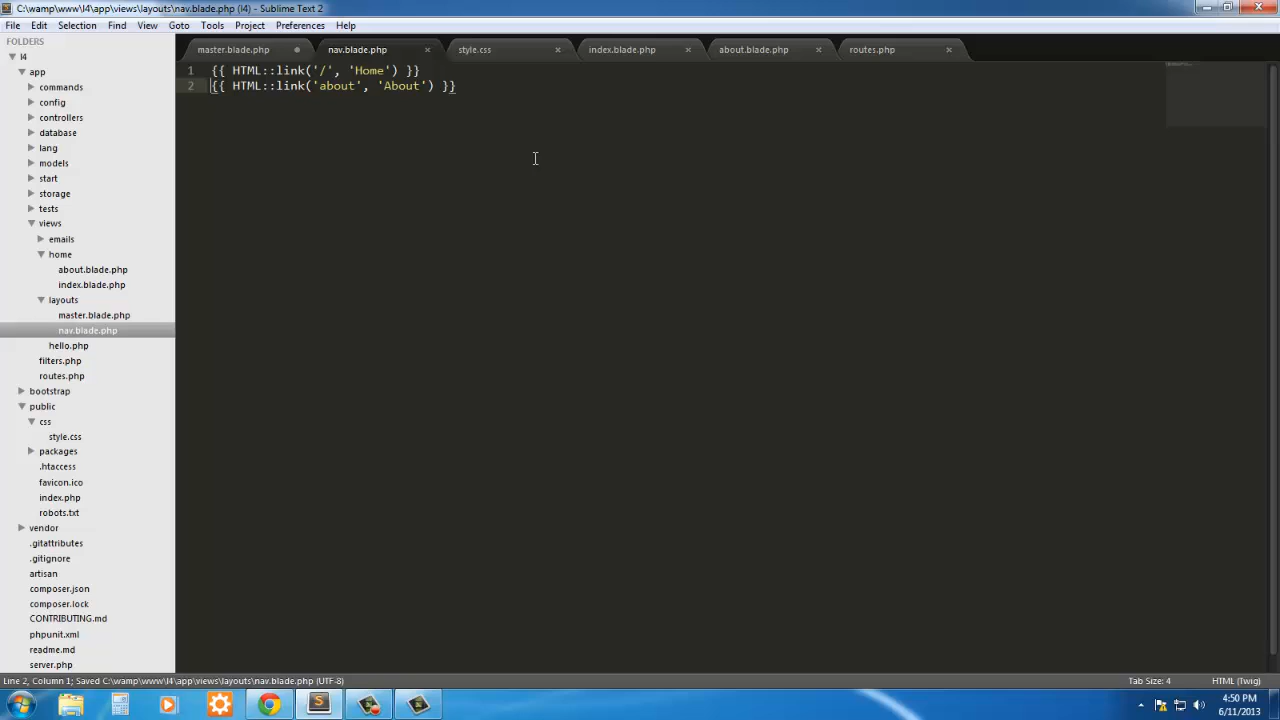 C:\wamp\www\l4\app\views\layouts\nav.blade.php (l4) - Sublime Text 2
File Edit Selection Find View Goto Tools Project Preferences Help
FOLDERS
l4
app
commands
config
controllers
database
lang
models
start
storage
tests
views
emails
home
about.blade.php
index.blade.php
layouts
master.blade.php
nav.blade.php
hello.php
filters.php
routes.php
bootstrap
public
css
style.css
packages
.htaccess
favicon.ico
index.php
robots.txt
vendor
.gitattributes
.gitignore
artisan
composer.json
composer.lock
CONTRIBUTING.md
phpunit.xml
readme.md
server.php
master.blade.php nav.blade.php style.css index.blade.php about.blade.php routes.php
1 {{ HTML::link('/', 'Home') }}
2 {{ HTML::link('about', 'About') }}
Line 2, Column 1; Saved C:\wamp\www\l4\app\views\layouts\nav.blade.php (UTF-8) Tab Size: 4 HTML (Twig)
4:50 PM
6/11/2013